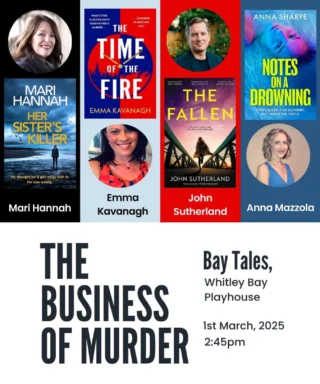 MARI
HANNAH
HER
SISTER'S
KILLER
Mari Hannah
THE
TIME
OF THE
FIRE
EMMA KAVANAGH
Emma
Kavanagh
THE
FALLEN
JOHN SUTHERLAND
John
Sutherland
ANNA SHARPE
NOTES
ON A
DROWNING
Anna Mazzola
THE
BUSINESS
OF MURDER
Bay Tales,
Whitley Bay
Playhouse
1st March, 2025
2:45pm